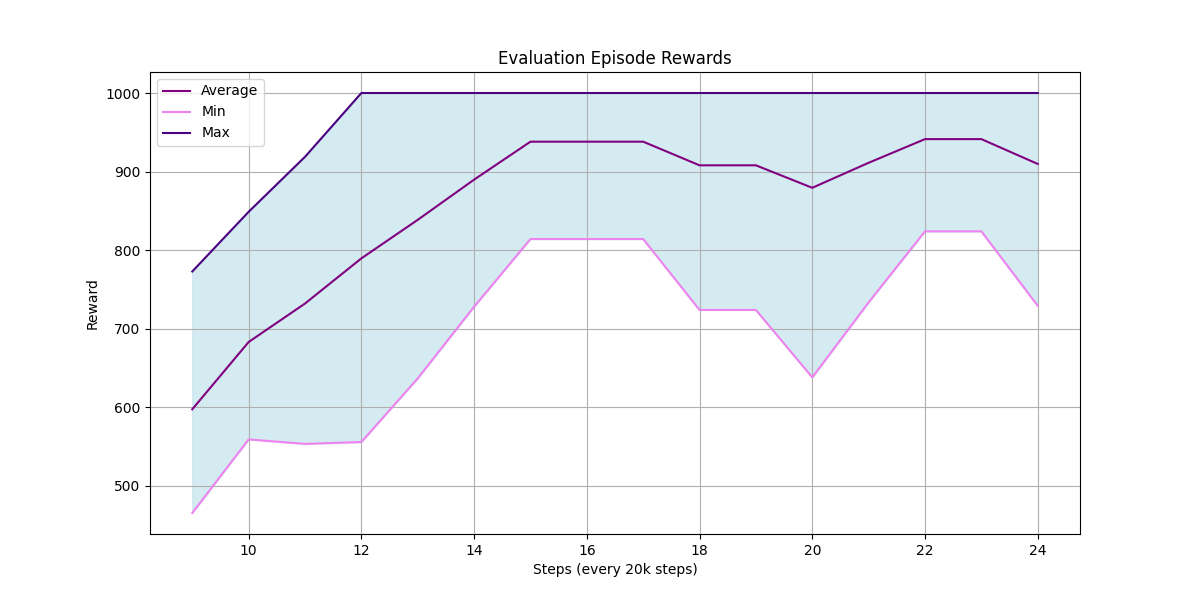 Evaluation Episode Rewards
Average
Min
Max
Reward
1000
900
800
700
600
500
10 12 14 16 18 20 22 24
Steps (every 20k steps)